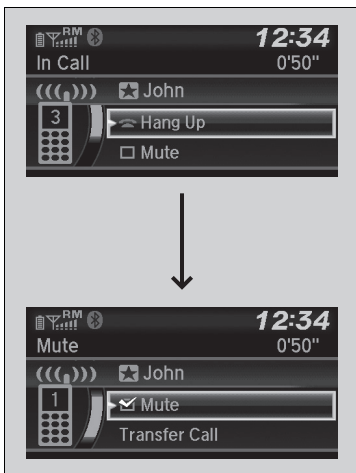 RM
12:34
In Call
0'50"
John
3
Hang Up
Mute
RM
12:34
Mute
0'50"
John
1
Mute
Transfer Call